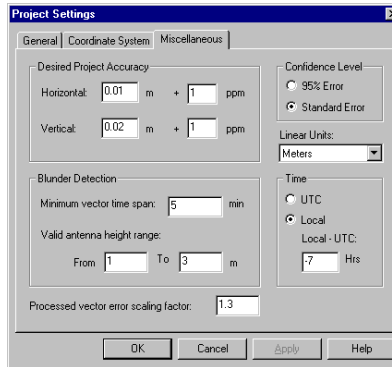 Project Settings
General Coordinate System Miscellaneous
Desired Project Accuracy
Horizontal: 0.01 m + 1 ppm
Vertical: 0.02 m + 1 ppm
Confidence Level
95% Error
Standard Error
Linear Units:
Meters
Blunder Detection
Minimum vector time span: 5 min
Valid antenna height range:
From 1 To 3 m
Time
UTC
Local
Local - UTC:
-7 Hrs
Processed vector error scaling factor: 1.3
OK Cancel Apply Help